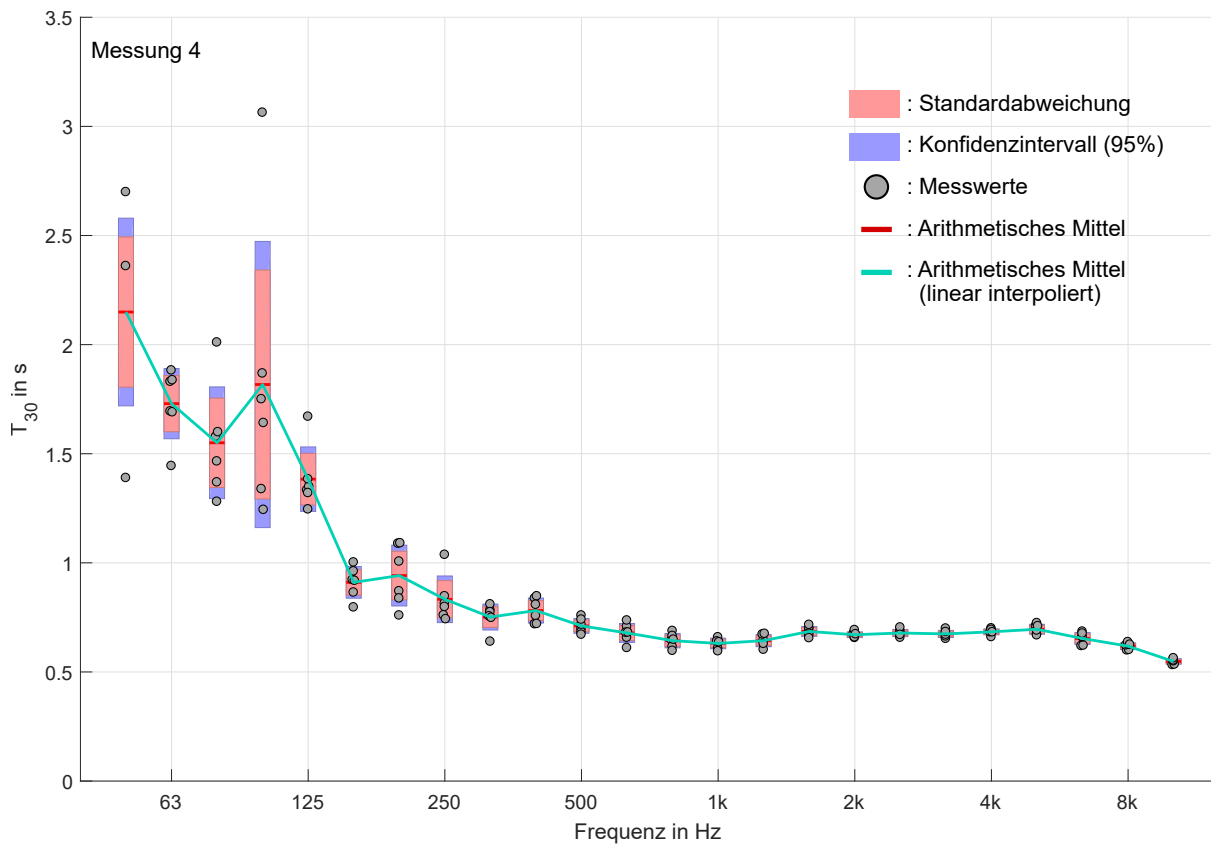 Messung 4
: Standardabweichung
: Konfidenzintervall (95%)
: Messwerte
: Arithmetisches Mittel
: Arithmetisches Mittel
(linear interpoliert)
3.5
3
2.5
2
1.5
1
0.5
0
T30 in s
63 125 250 500 1k 2k 4k 8k
Frequenz in Hz